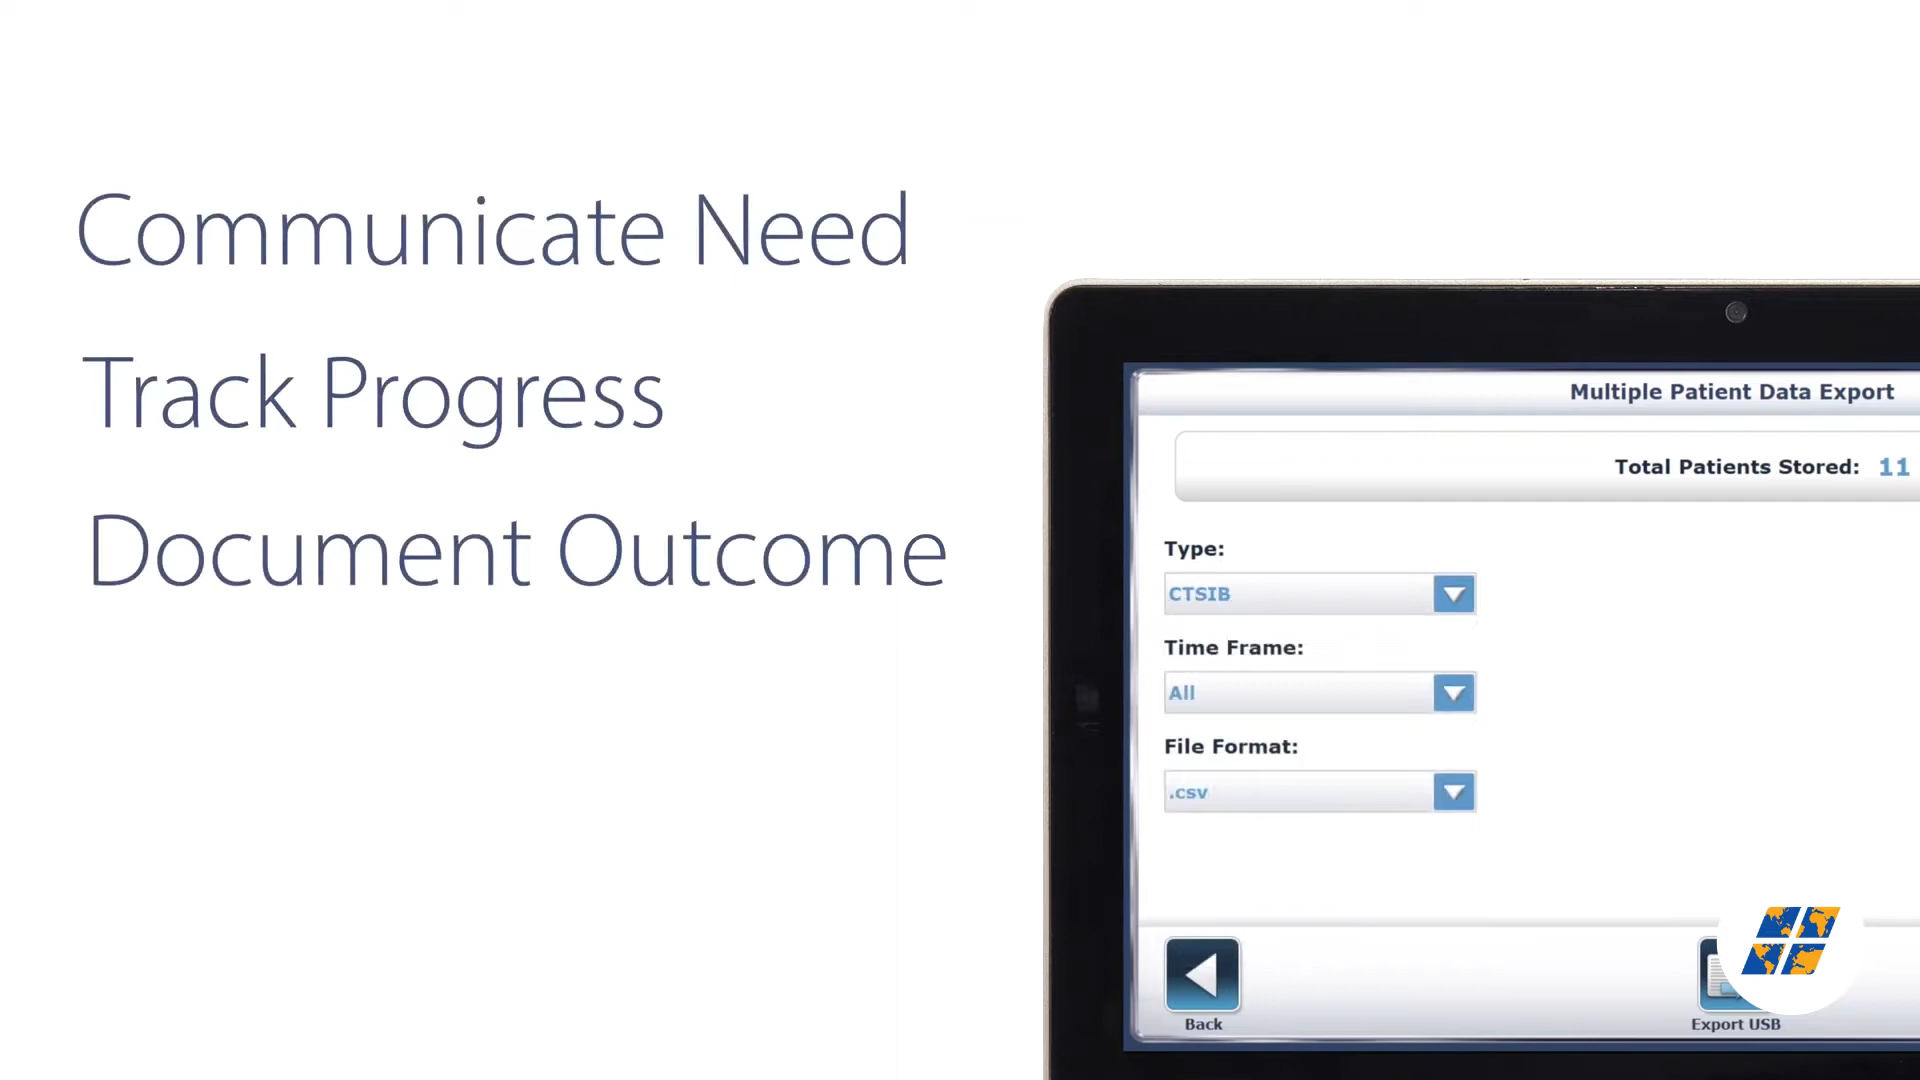 Communicate Need
Track Progress
Document Outcome
Multiple Patient Data Export
Total Patients Stored: 11
Type:
CTSIB
Time Frame:
All
File Format:
.csv
Back
Export USB